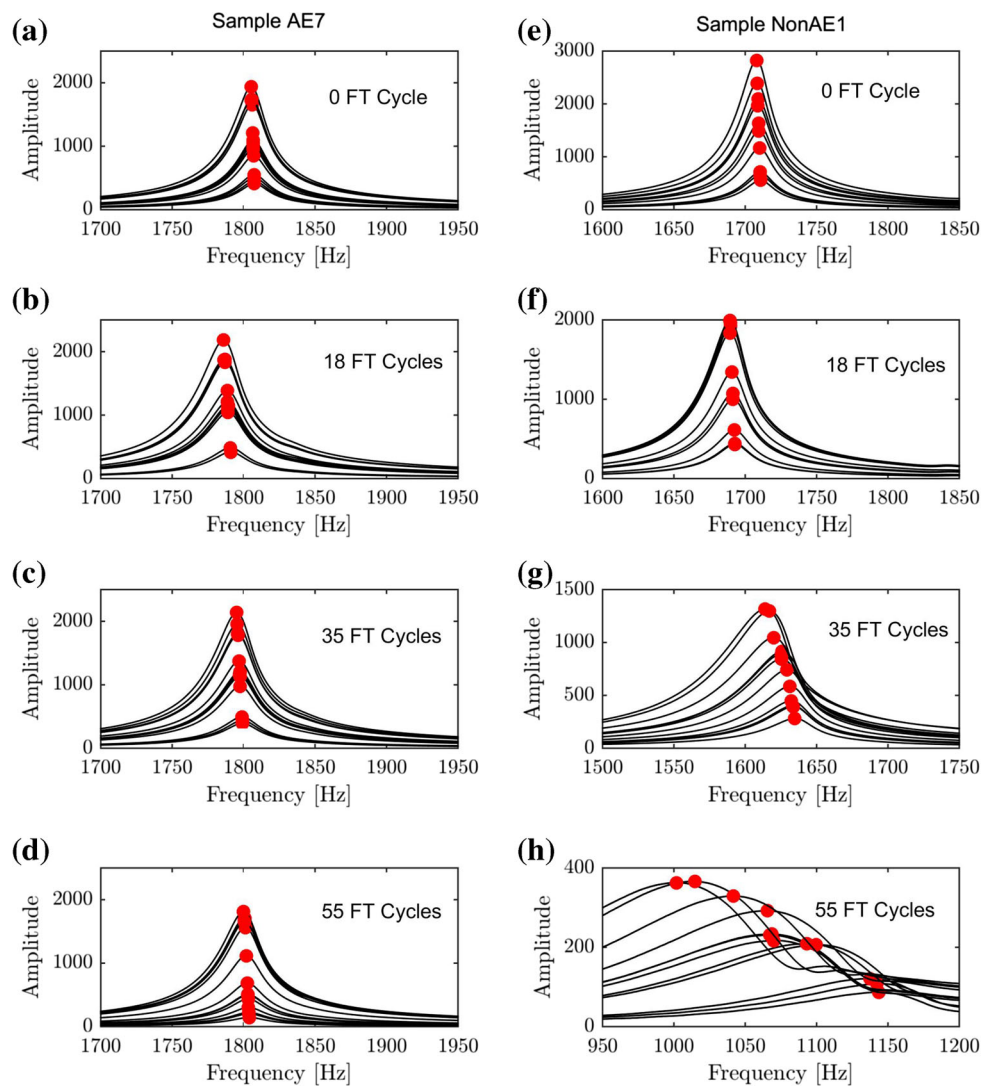 Sample AE7
(a)
0 FT Cycle
Amplitude
2000
1000
0
1700 1750 1800 1850 1900 1950
Frequency [Hz]
(b)
18 FT Cycles
Amplitude
2000
1000
0
1700 1750 1800 1850 1900 1950
Frequency [Hz]
(c)
35 FT Cycles
Amplitude
2000
1000
0
1700 1750 1800 1850 1900 1950
Frequency [Hz]
(d)
55 FT Cycles
Amplitude
2000
1000
0
1700 1750 1800 1850 1900 1950
Frequency [Hz]
Sample NonAE1
(e)
0 FT Cycle
Amplitude
3000
2000
1000
0
1600 1650 1700 1750 1800 1850
Frequency [Hz]
(f)
18 FT Cycles
Amplitude
2000
1000
0
1600 1650 1700 1750 1800 1850
Frequency [Hz]
(g)
35 FT Cycles
Amplitude
1500
1000
500
0
1500 1550 1600 1650 1700 1750
Frequency [Hz]
(h)
55 FT Cycles
Amplitude
400
200
0
950 1000 1050 1100 1150 1200
Frequency [Hz]